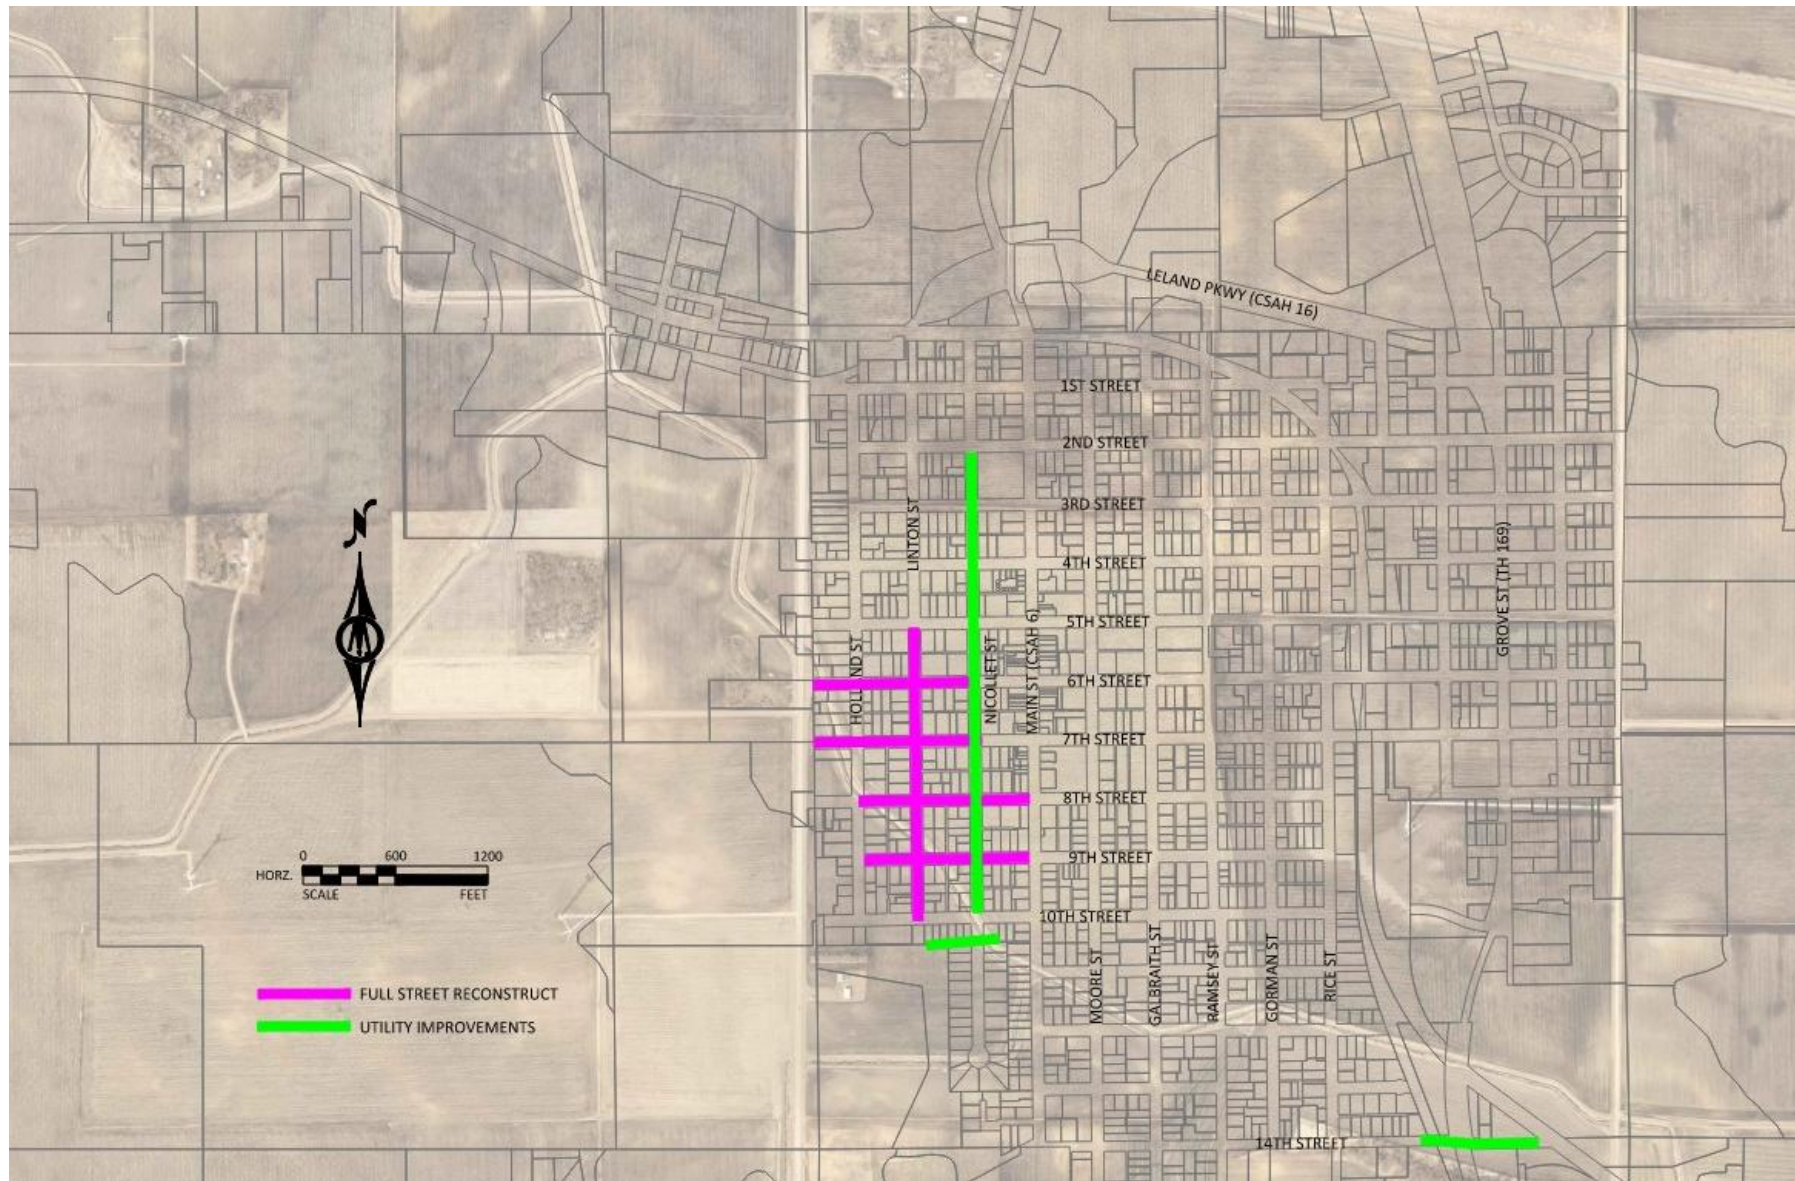 LELAND PKWY (CSAH 16)
1ST STREET
2ND STREET
3RD STREET
LINTON ST
4TH STREET
GROVE ST (TH 169)
5TH STREET
HOLLAND ST
NICOLLET ST
MAIN ST (CSAH 6)
6TH STREET
7TH STREET
8TH STREET
9TH STREET
10TH STREET
N
0 600 1200
HORZ.
SCALE FEET
MOORE ST
GALBRAITH ST
RAMSEY ST
GORMAN ST
RICE ST
FULL STREET RECONSTRUCT
UTILITY IMPROVEMENTS
14TH STREET